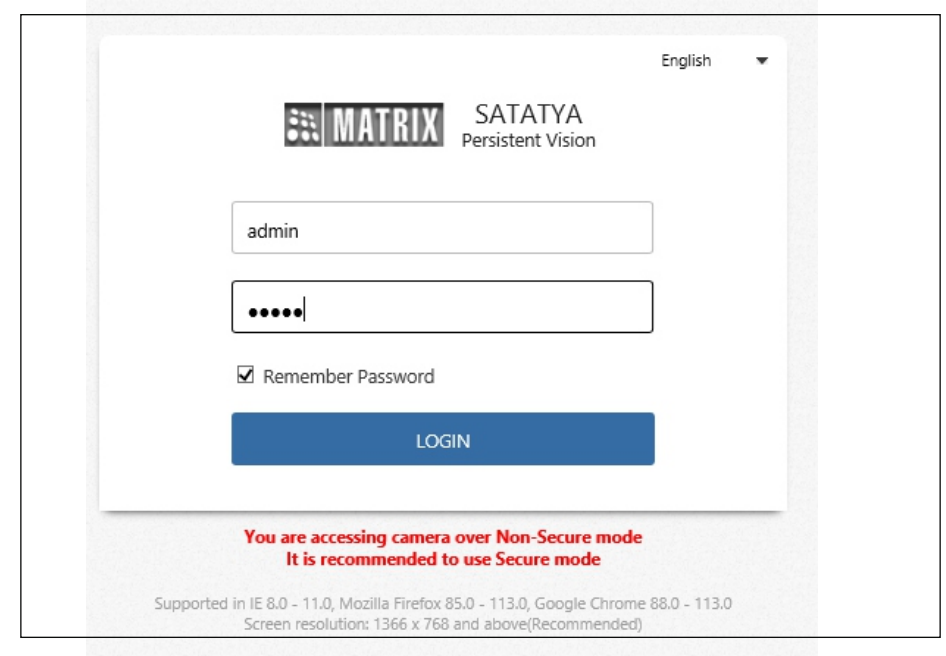 English
MATRIX
SATATYA
Persistent Vision
admin
•••••
Remember Password
LOGIN
You are accessing camera over Non-Secure mode
It is recommended to use Secure mode
Supported in IE 8.0 - 11.0, Mozilla Firefox 85.0 - 113.0, Google Chrome 88.0 - 113.0
Screen resolution: 1366 x 768 and above(Recommended)